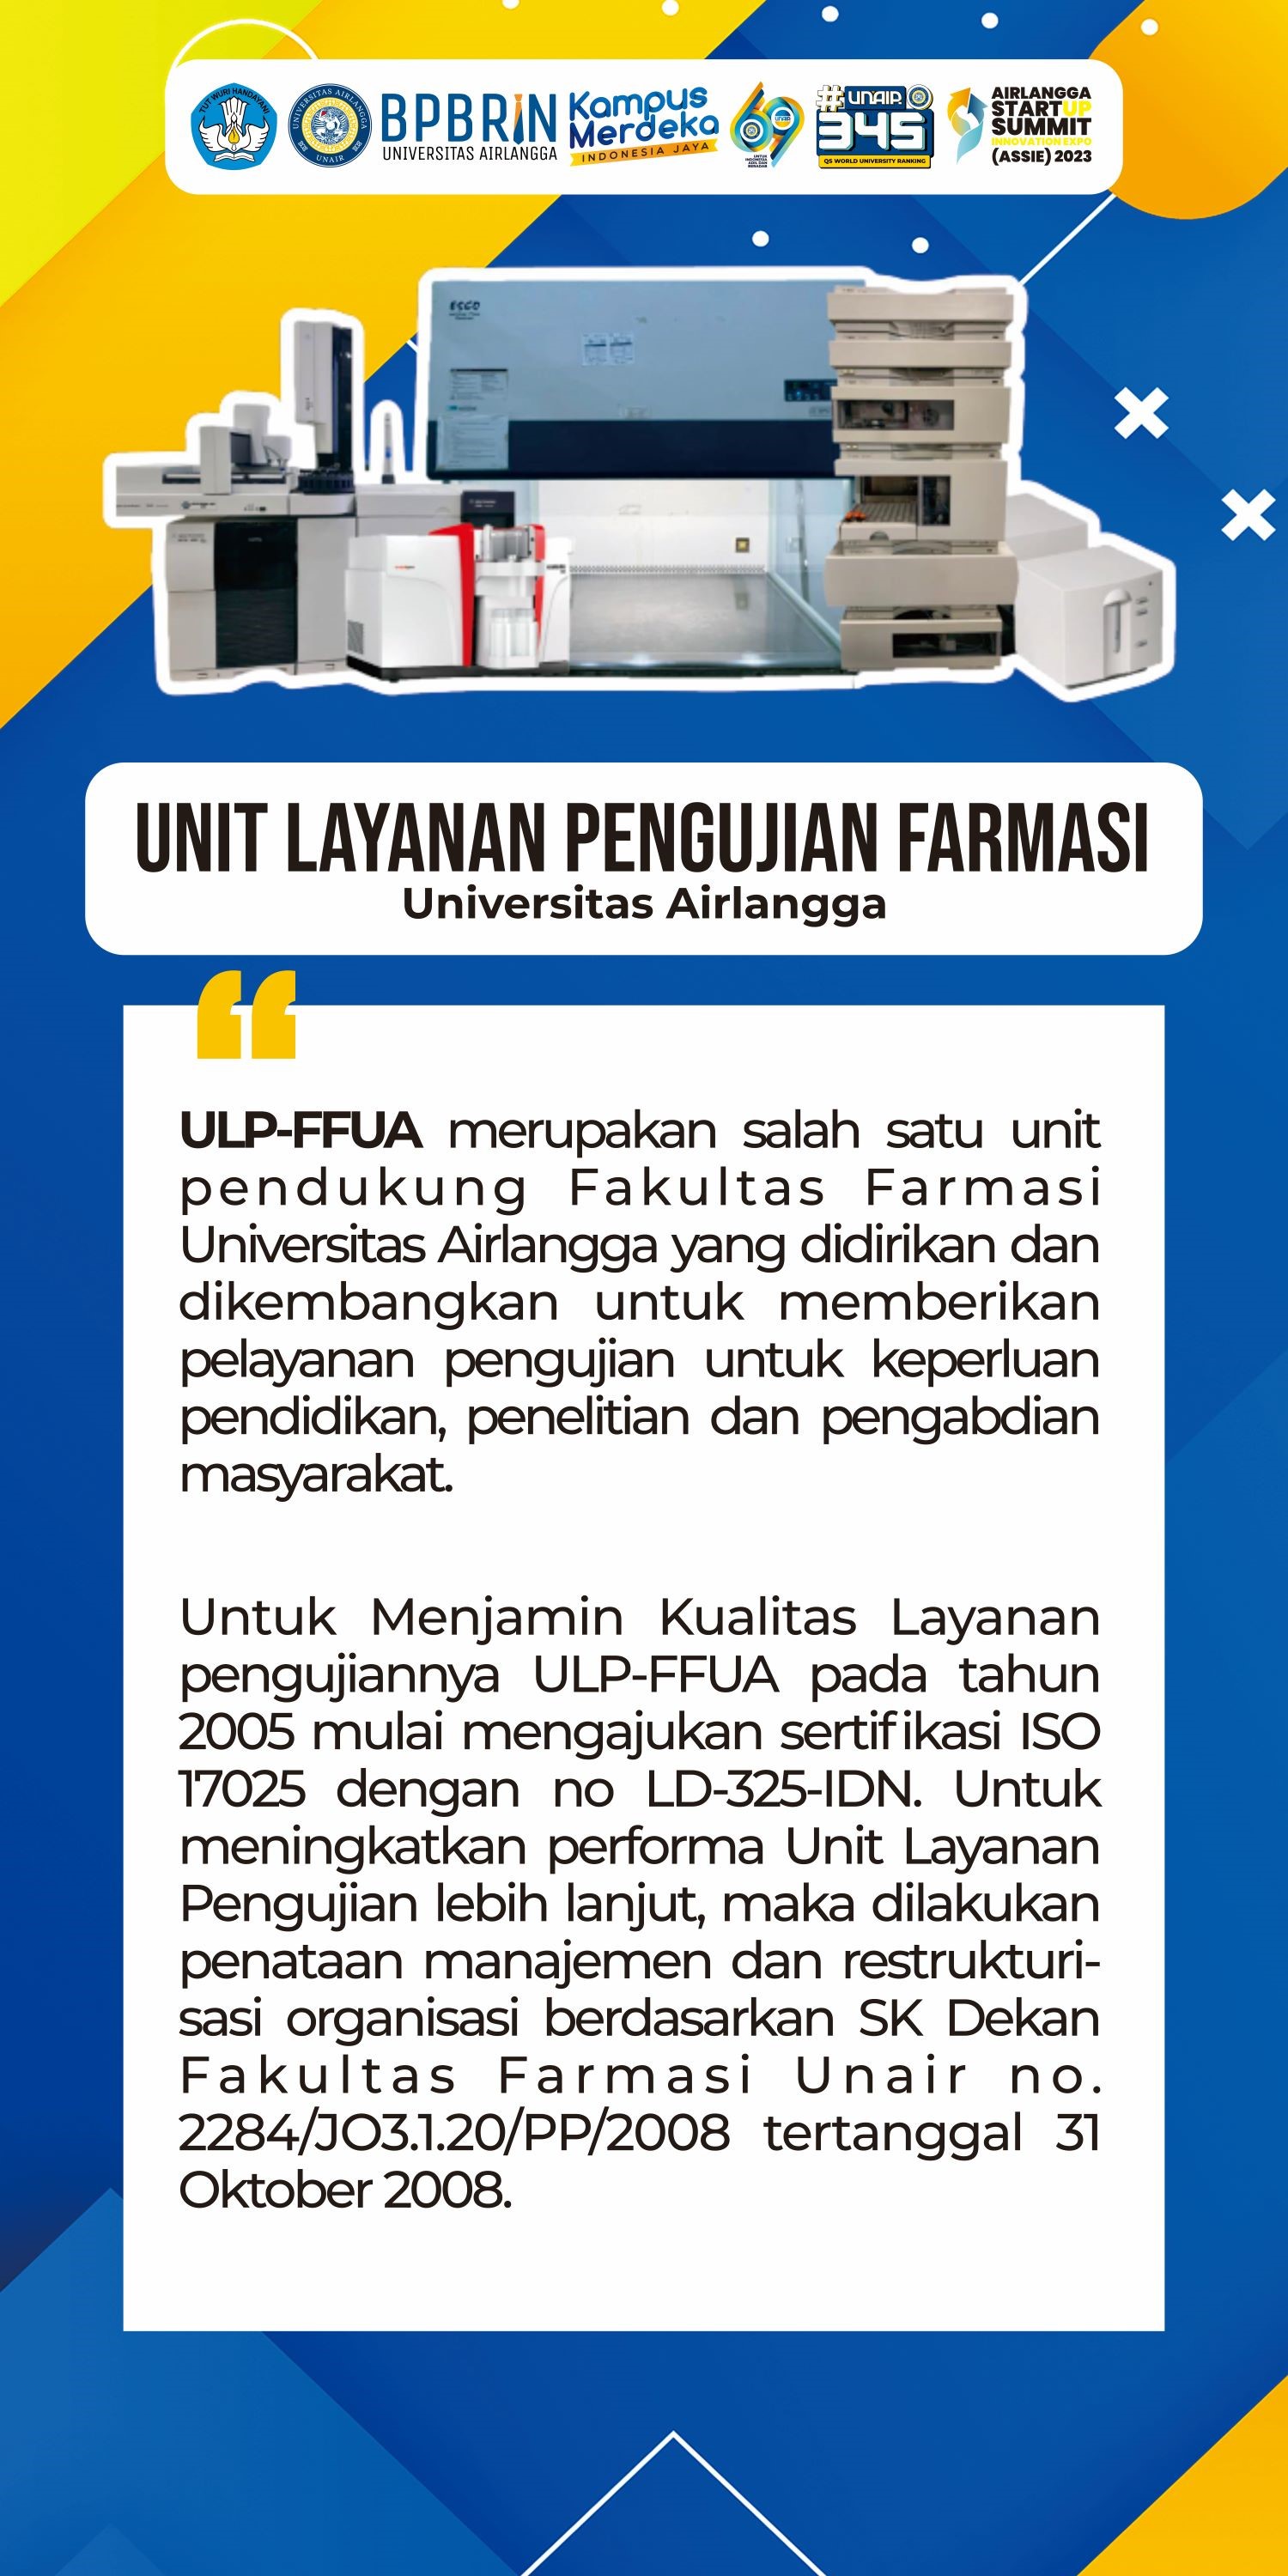 TUT WURI HANDAYANI
UNIVERSITAS AIRLANGGA
UNAIR
BPBRIN
UNIVERSITAS AIRLANGGA
Kampus
Merdeka
INDONESIA JAYA
69
#UNAIR
345
QS WORLD UNIVERSITY RANKING
AIRLANGGA
STARTUP
SUMMIT
INNOVATION EXPO
(ASSIE) 2023
ESCO
UNIT LAYANAN PENGUJIAN FARMASI
Universitas Airlangga
“
ULP-FFUA merupakan salah satu unit
pendukung Fakultas Farmasi
Universitas Airlangga yang didirikan dan
dikembangkan untuk memberikan
pelayanan pengujian untuk keperluan
pendidikan, penelitian dan pengabdian
masyarakat.
Untuk Menjamin Kualitas Layanan
pengujiannya ULP-FFUA pada tahun
2005 mulai mengajukan sertifikasi ISO
17025 dengan no LD-325-IDN. Untuk
meningkatkan performa Unit Layanan
Pengujian lebih lanjut, maka dilakukan
penataan manajemen dan restrukturi-
sasi organisasi berdasarkan SK Dekan
Fakultas Farmasi Unair no.
2284/JO3.1.20/PP/2008 tertanggal 31
Oktober 2008.